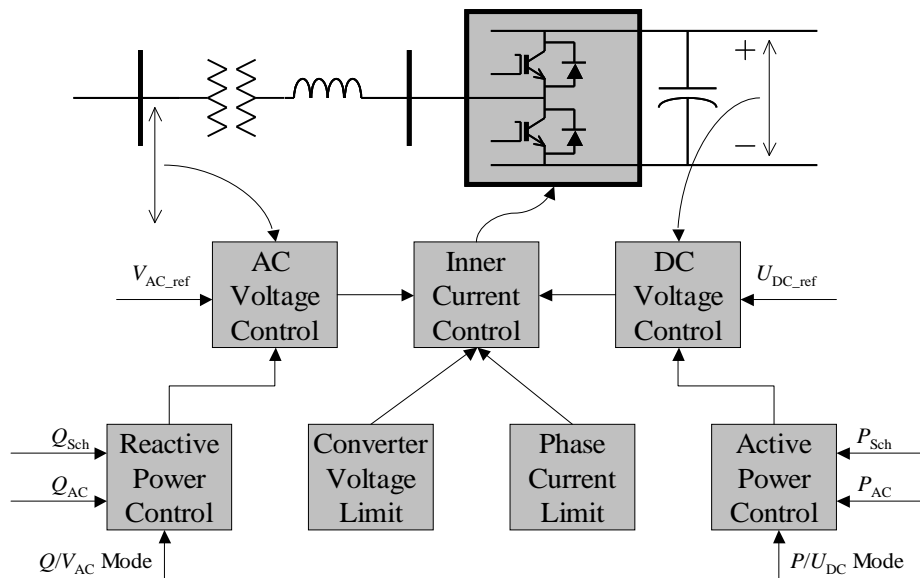 +
−
AC
Voltage
Control
Inner
Current
Control
DC
Voltage
Control
V_AC_ref
U_DC_ref
Reactive
Power
Control
Converter
Voltage
Limit
Phase
Current
Limit
Active
Power
Control
Q_Sch
Q_AC
P_Sch
P_AC
Q/V_AC Mode
P/U_DC Mode